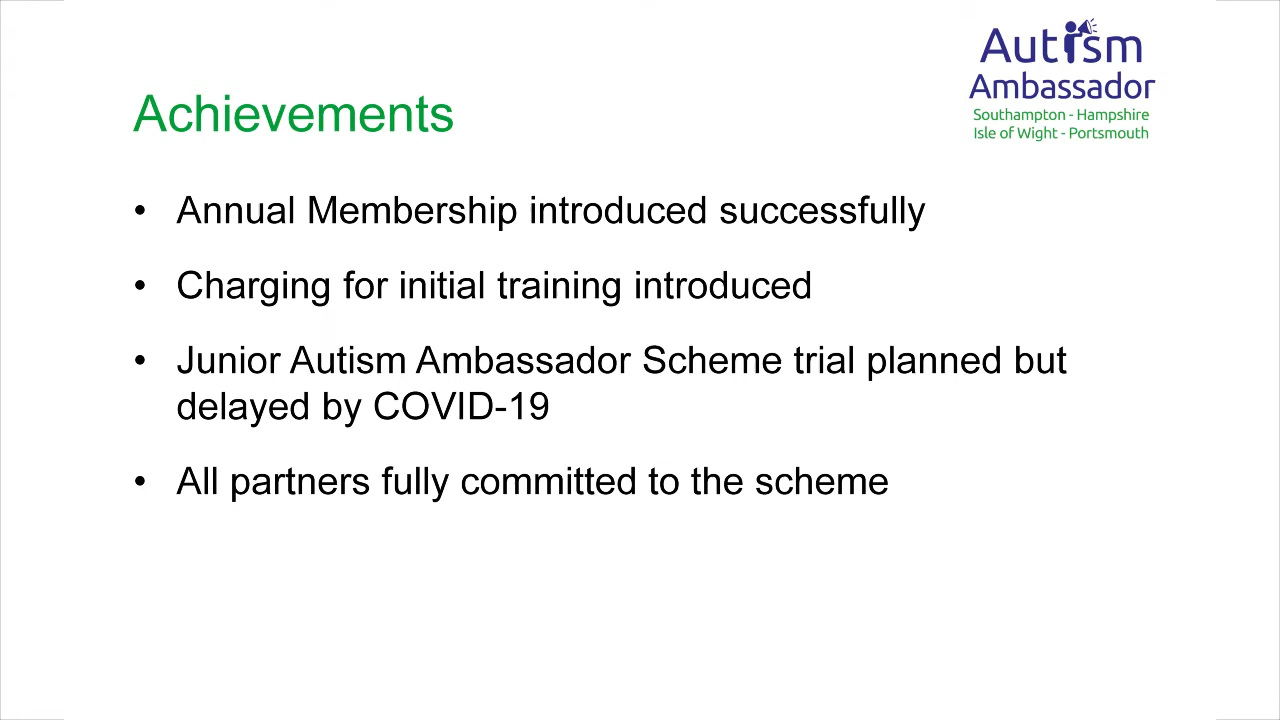 Autism
Ambassador
Southampton - Hampshire
Isle of Wight - Portsmouth
Achievements
• Annual Membership introduced successfully
• Charging for initial training introduced
• Junior Autism Ambassador Scheme trial planned but
delayed by COVID-19
• All partners fully committed to the scheme